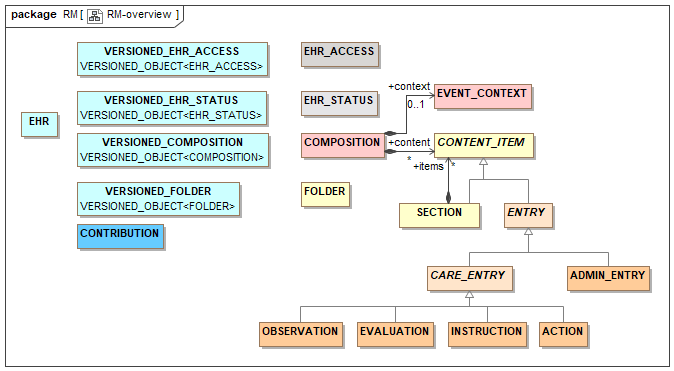 package RM [ RM-overview ]
VERSIONED_EHR_ACCESS
VERSIONED_OBJECT<EHR_ACCESS>
EHR_ACCESS
+context
0..1
EVENT_CONTEXT
VERSIONED_EHR_STATUS
VERSIONED_OBJECT<EHR_STATUS>
EHR_STATUS
EHR
VERSIONED_COMPOSITION
VERSIONED_OBJECT<COMPOSITION>
COMPOSITION
+content
*
CONTENT_ITEM
+items
*
VERSIONED_FOLDER
VERSIONED_OBJECT<FOLDER>
FOLDER
SECTION
ENTRY
CONTRIBUTION
CARE_ENTRY
ADMIN_ENTRY
OBSERVATION
EVALUATION
INSTRUCTION
ACTION